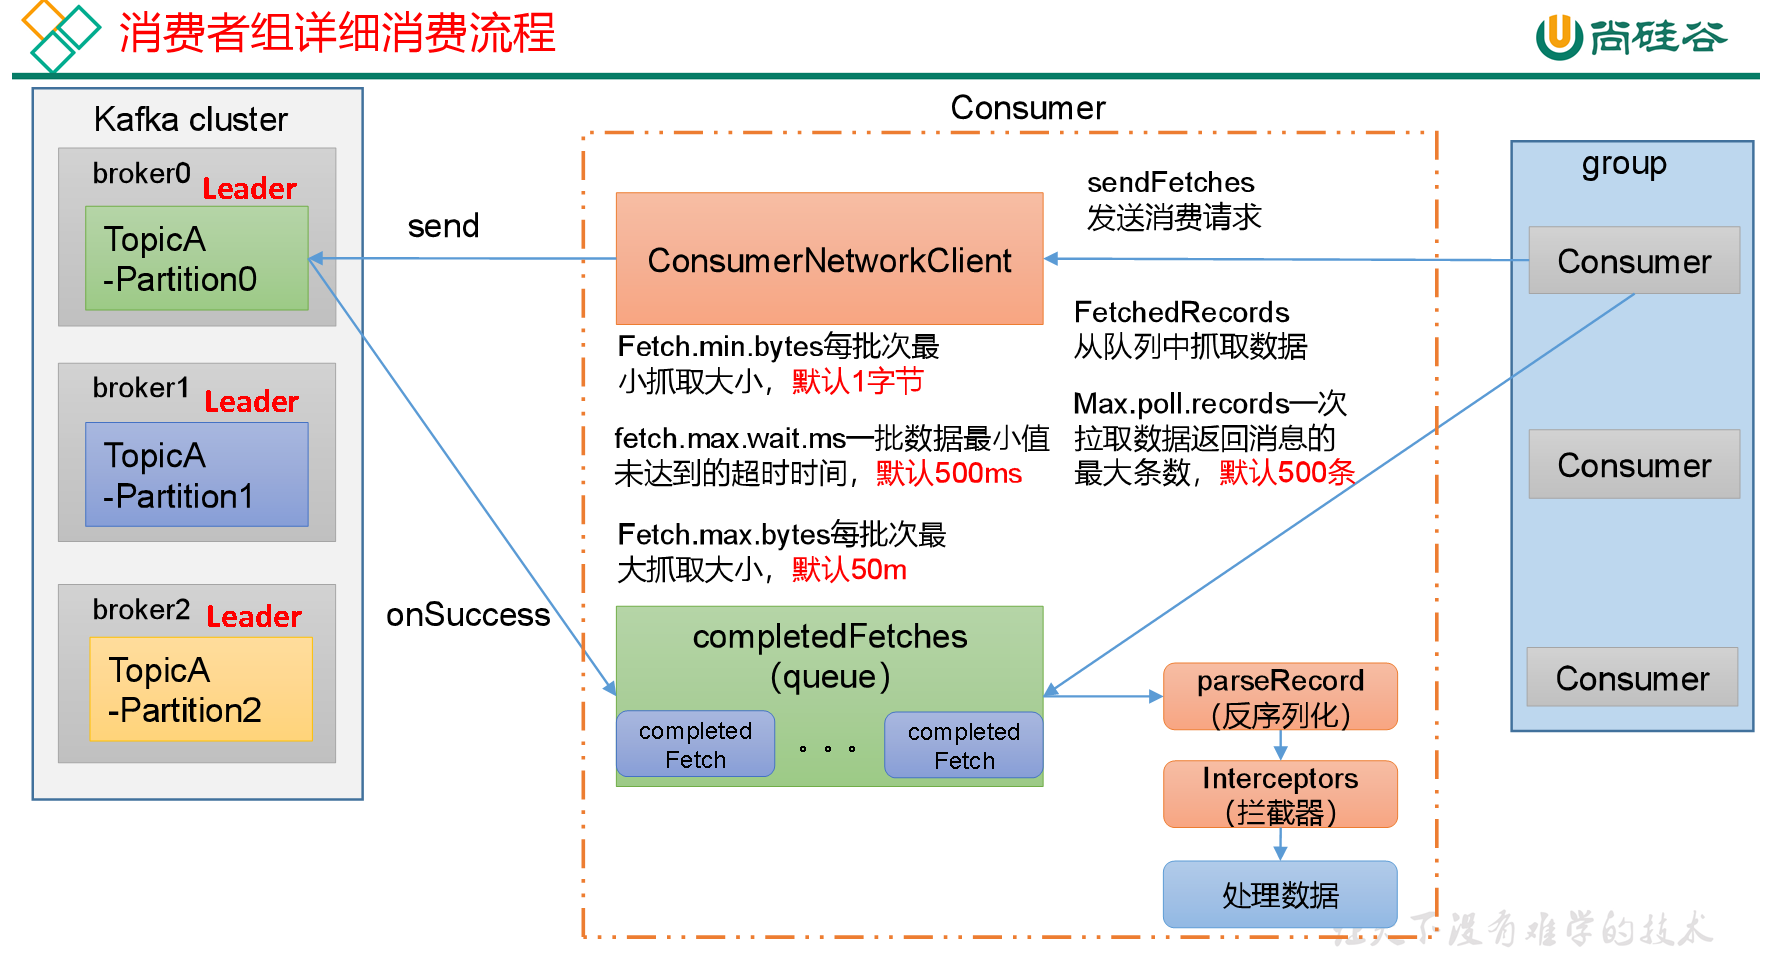 消费者组详细消费流程
尚硅谷
Kafka cluster
broker0
Leader
TopicA
-Partition0
broker1
Leader
TopicA
-Partition1
broker2
Leader
TopicA
-Partition2
send
onSuccess
Consumer
ConsumerNetworkClient
Fetch.min.bytes每批次最
小抓取大小，默认1字节
fetch.max.wait.ms一批数据最小值
未达到的超时时间，默认500ms
Fetch.max.bytes每批次最
大抓取大小，默认50m
completedFetches
（queue）
completed
Fetch
。。。
completed
Fetch
sendFetches
发送消费请求
FetchedRecords
从队列中抓取数据
Max.poll.records一次
拉取数据返回消息的
最大条数，默认500条
parseRecord
（反序列化）
Interceptors
（拦截器）
处理数据
group
Consumer
Consumer
Consumer
让天下没有难学的技术